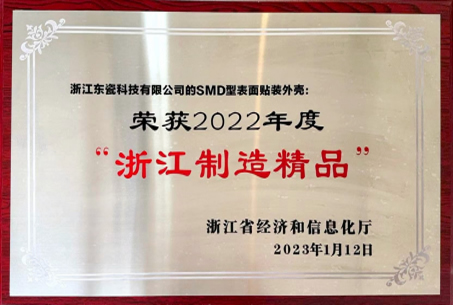 浙江东瓷科技有限公司的SMD型表面贴装外壳:
荣获2022年度
“浙江制造精品”
浙江省经济和信息化厅
2023年1月12日